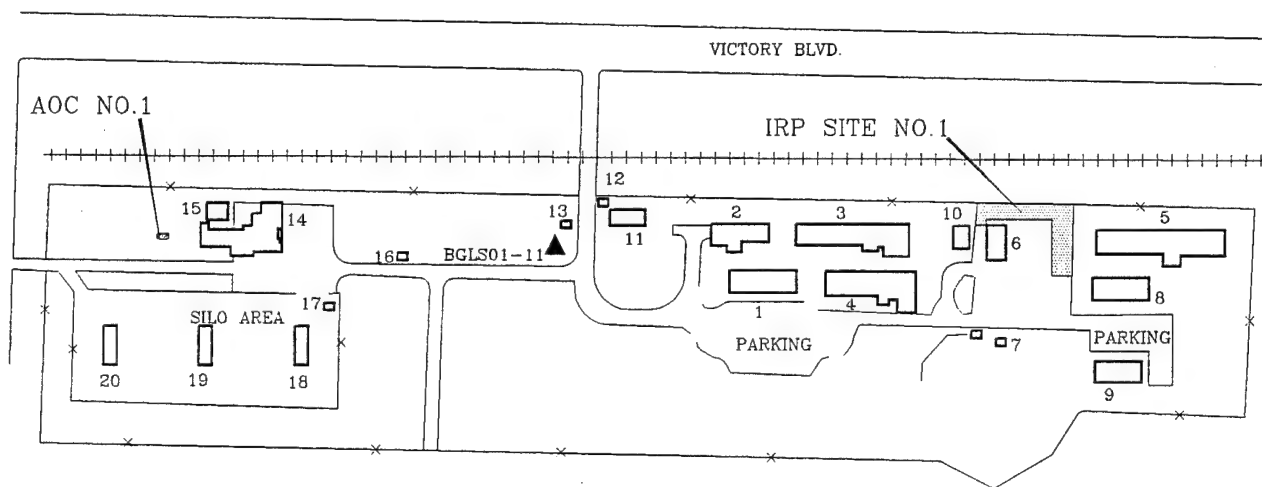 VICTORY BLVD.
AOC NO.1
IRP SITE NO.1
12
15
14
13
11
2
3
10
6
5
16
BGLS01-11
17
SILO AREA
1
4
8
20
19
18
PARKING
7
PARKING
9